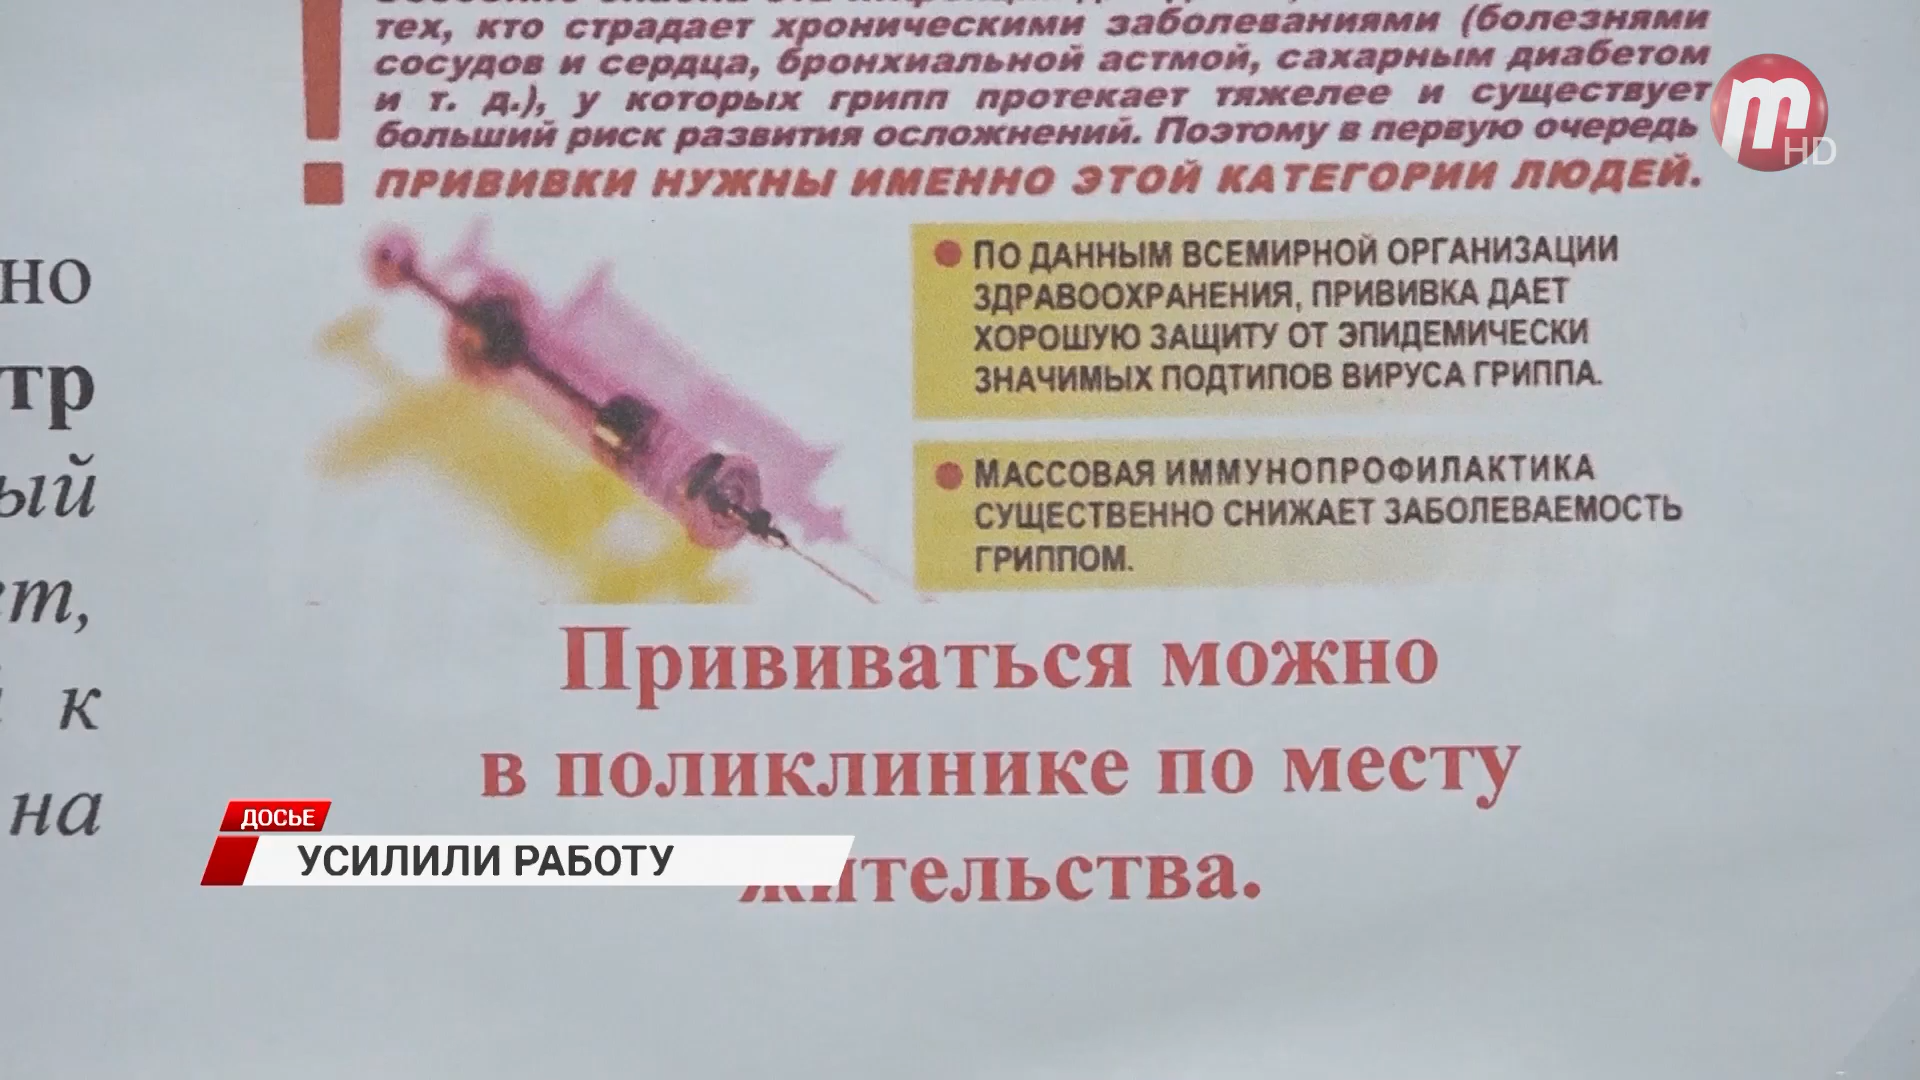 тех, кто страдает хроническими заболеваниями (болезнями
сосудов и сердца, бронхиальной астмой, сахарным диабетом
и т. д.), у которых грипп протекает тяжелее и существует
больший риск развития осложнений. Поэтому в первую очередь
ПРИВИВКИ НУЖНЫ ИМЕННО ЭТОЙ КАТЕГОРИИ ЛЮДЕЙ.
ПО ДАННЫМ ВСЕМИРНОЙ ОРГАНИЗАЦИИ
ЗДРАВООХРАНЕНИЯ, ПРИВИВКА ДАЕТ
ХОРОШУЮ ЗАЩИТУ ОТ ЭПИДЕМИЧЕСКИ
ЗНАЧИМЫХ ПОДТИПОВ ВИРУСА ГРИППА.
МАССОВАЯ ИММУНОПРОФИЛАКТИКА
СУЩЕСТВЕННО СНИЖАЕТ ЗАБОЛЕВАЕМОСТЬ
ГРИППОМ.
Прививаться можно
в поликлинике по месту
жительства.
но
тр
ый
ет,
к
на
ДОСЬЕ
УСИЛИЛИ РАБОТУ
m HD